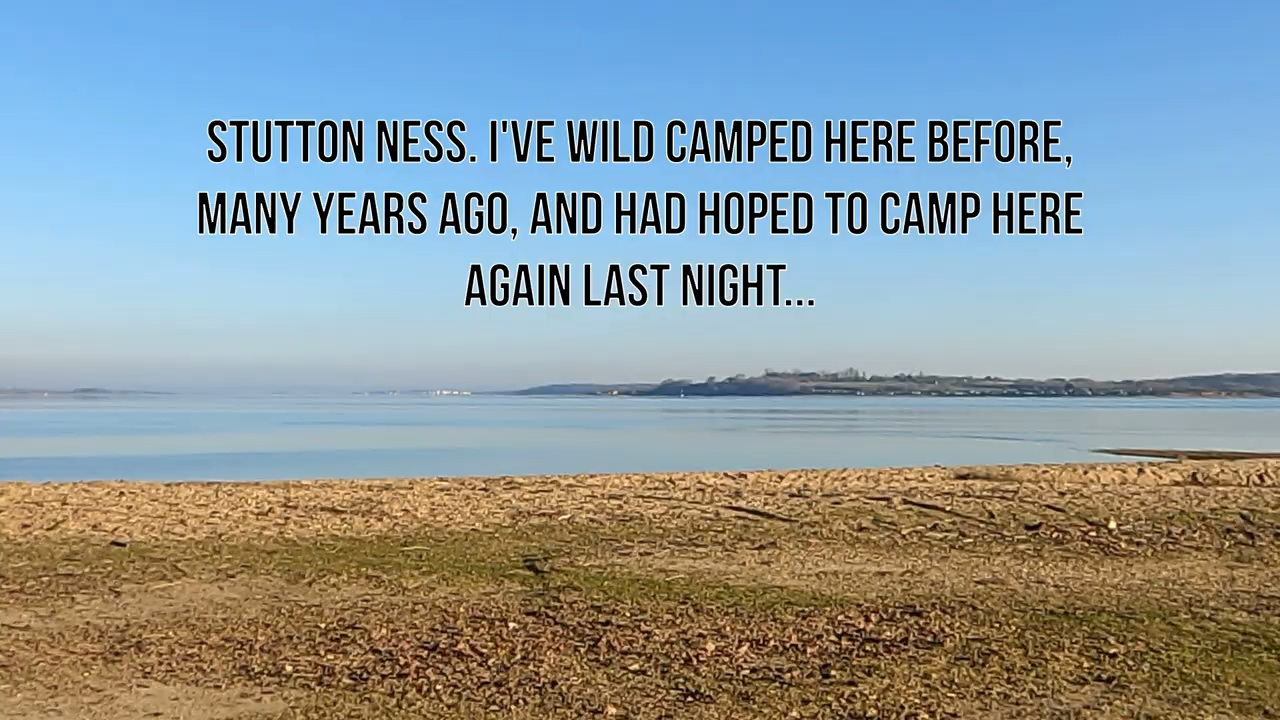 STUTTON NESS. I'VE WILD CAMPED HERE BEFORE,
MANY YEARS AGO, AND HAD HOPED TO CAMP HERE
AGAIN LAST NIGHT...